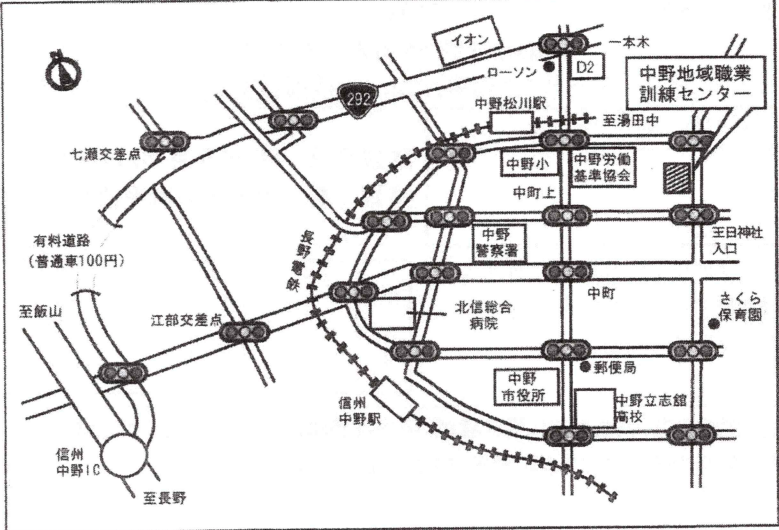 イオン
一本木
ローソン
D2
中野地域職業
訓練センター
292
中野松川駅
至湯田中
七瀬交差点
中野小
中野労働
基準協会
中町上
有料道路
（普通車100円）
長野電鉄
中野
警察署
王日神社
入口
至飯山
江部交差点
北信総合
病院
中町
さくら
保育園
郵便局
信州
中野駅
中野
市役所
中野立志館
高校
信州
中野IC
至長野